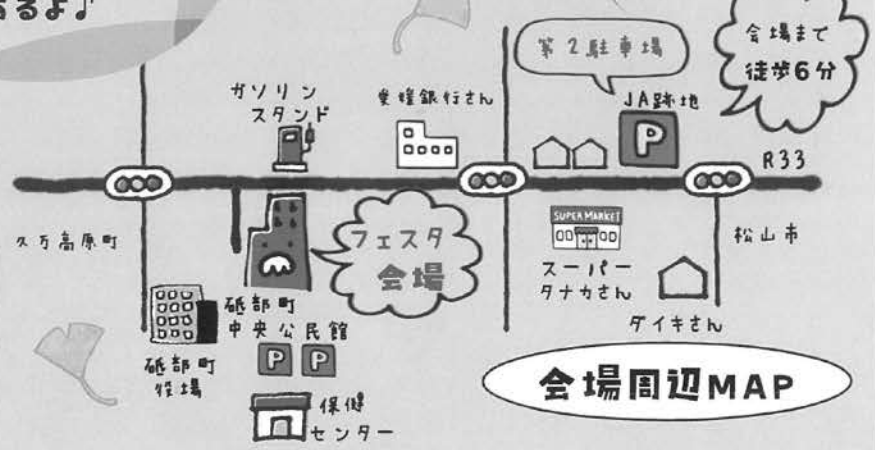 るよ♪
第2駐車場
会場まで
徒歩6分
ガソリン
スタンド
愛媛銀行さん
JA跡地
P
R33
久万高原町
フェスタ
会場
SUPER MARKET
スーパー
タナカさん
松山市
ダイキさん
砥部町
中央公民館
P P
砥部町
役場
保健
センター
会場周辺MAP